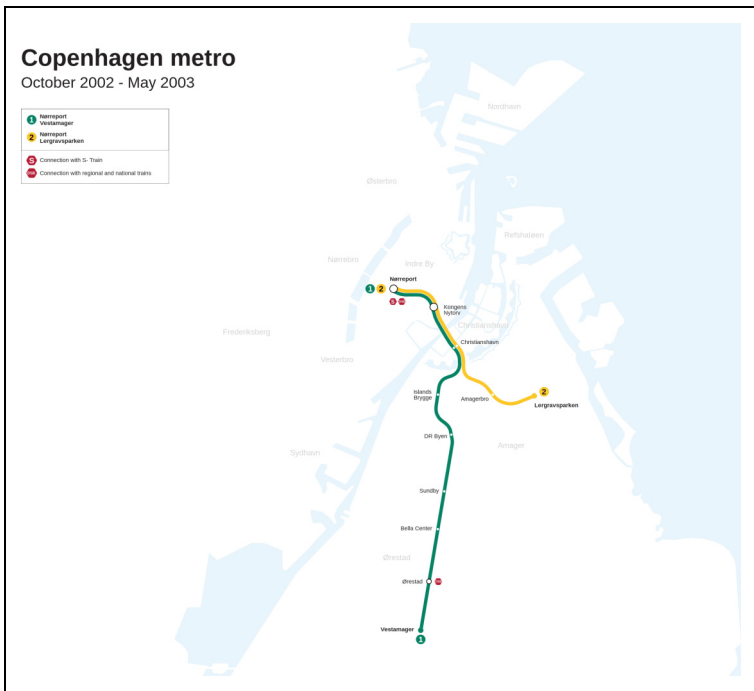 Copenhagen metro
October 2002 - May 2003
1 Nørreport
Vestamager
2 Nørreport
Lergravsparken
S Connection with S- Train
Connection with regional and national trains
Nordhavn
Østerbro
Refshaleøen
Nørrebro
Indre By
Nørreport
1 2
S
Kongens
Nytorv
Christianshavn
Frederiksberg
Christianshavn
Vesterbro
Islands
Brygge
Amagerbro
2
Lergravsparken
DR Byen
Amager
Sydhavn
Sundby
Bella Center
Ørestad
Ørestad
Vestamager
1